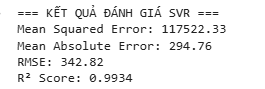 === KẾT QUẢ ĐÁNH GIÁ SVR ===
Mean Squared Error: 117522.33
Mean Absolute Error: 294.76
RMSE: 342.82
R² Score: 0.9934